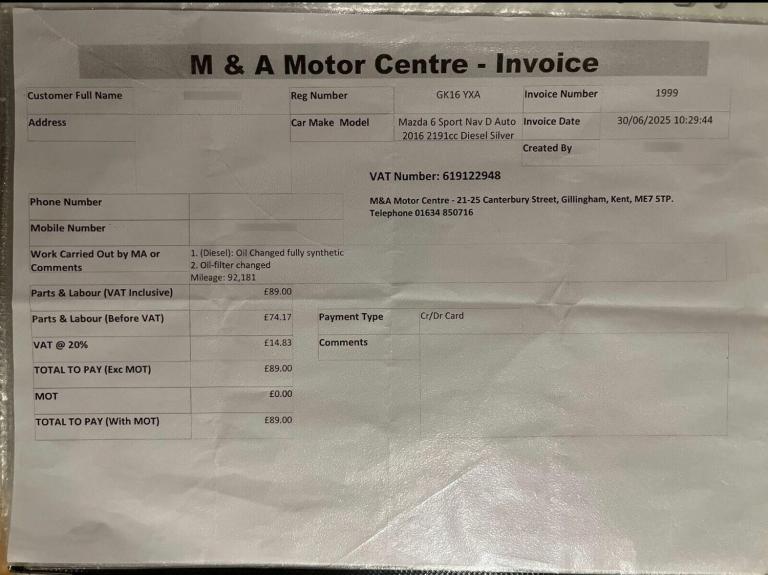 M & A Motor Centre - Invoice
Customer Full Name
Reg Number GK16 YXA
Invoice Number 1999
Address
Car Make Model Mazda 6 Sport Nav D Auto
2016 2191cc Diesel Silver
Invoice Date 30/06/2025 10:29:44
Created By
VAT Number: 619122948
Phone Number
M&A Motor Centre - 21-25 Canterbury Street, Gillingham, Kent, ME7 5TP.
Telephone 01634 850716
Mobile Number
Work Carried Out by MA or
Comments
1. (Diesel): Oil Changed fully synthetic
2. Oil-filter changed
Mileage: 92,181
Parts & Labour (VAT Inclusive) £89.00
Parts & Labour (Before VAT) £74.17
Payment Type Cr/Dr Card
VAT @ 20% £14.83
Comments
TOTAL TO PAY (Exc MOT) £89.00
MOT £0.00
TOTAL TO PAY (With MOT) £89.00